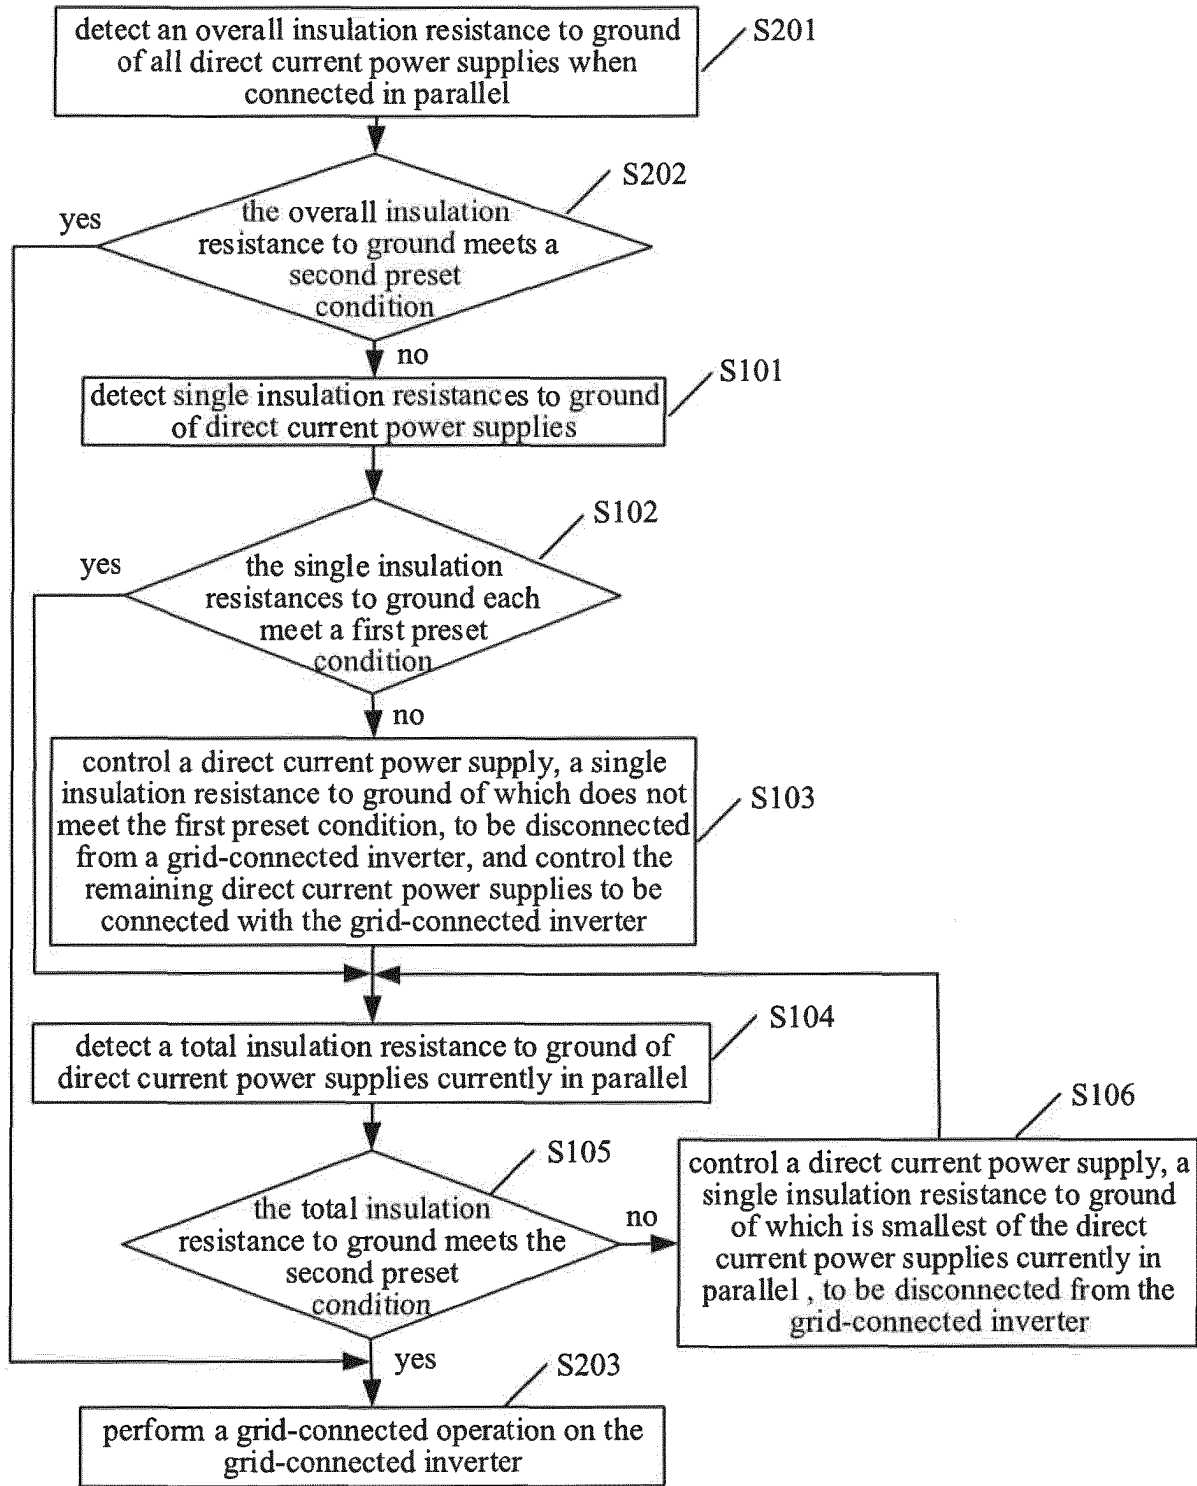 detect an overall insulation resistance to ground
of all direct current power supplies when
connected in parallel
S201
S202
yes
the overall insulation
resistance to ground meets a
second preset
condition
no
S101
detect single insulation resistances to ground
of direct current power supplies
S102
yes
the single insulation
resistances to ground each
meet a first preset
condition
no
control a direct current power supply, a single
insulation resistance to ground of which does not
meet the first preset condition, to be disconnected
from a grid-connected inverter, and control the
remaining direct current power supplies to be
connected with the grid-connected inverter
S103
S104
detect a total insulation resistance to ground of
direct current power supplies currently in parallel
S105
the total insulation
resistance to ground meets the
second preset
condition
no
S106
control a direct current power supply, a
single insulation resistance to ground
of which is smallest of the direct
current power supplies currently in
parallel , to be disconnected from the
grid-connected inverter
yes
S203
perform a grid-connected operation on the
grid-connected inverter